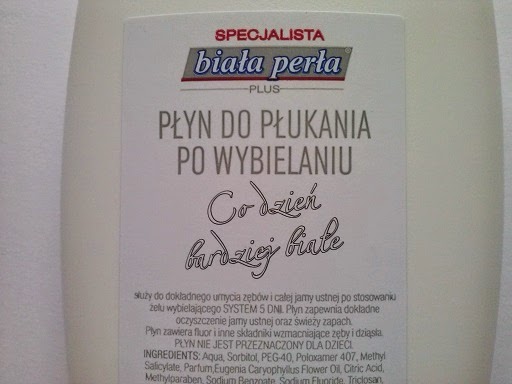 SPECJALISTA
biała perła
PLUS
PŁYN DO PŁUKANIA
PO WYBIELANIU
Co dzień
bardziej białe
służy do dokładnego umycia zębów i całej jamy ustnej po stosowaniu
żelu wybielającego SYSTEM 5 DNI. Płyn zapewnia dokładne
oczyszczenie jamy ustnej oraz świeży zapach.
Płyn zawiera fluor i inne składniki wzmacniające zęby i dziąsła.
PŁYN NIE JEST PRZEZNACZONY DLA DZIECI.
INGREDIENTS: Aqua, Sorbitol, PEG-40, Poloxamer 407, Methyl
Salicylate, Parfum,Eugenia Caryophyllus Flower Oil, Citric Acid,
Methylparaben, Sodium Benzoate, Sodium Fluoride, Triclosan,